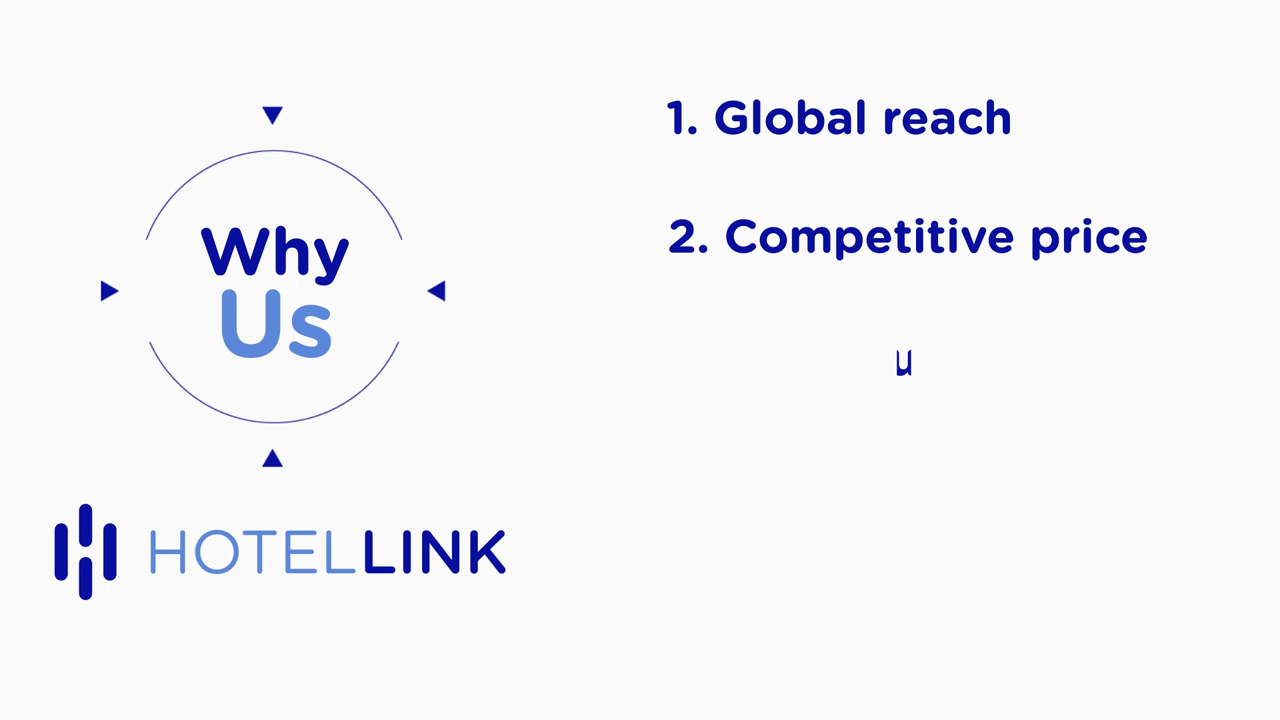 Why
Us
HOTELLINK
1. Global reach
2. Competitive price
u